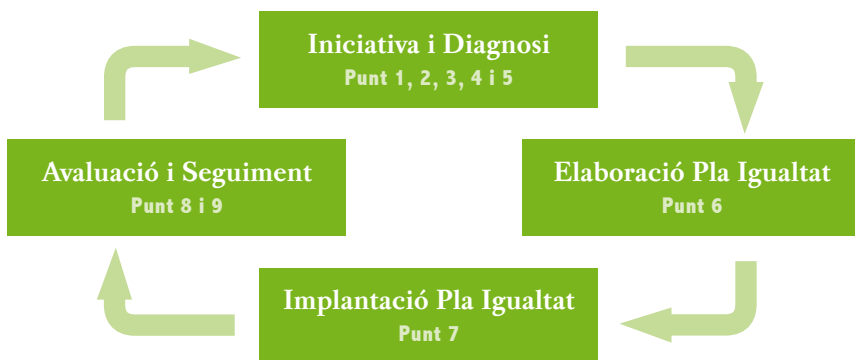 Iniciativa i Diagnosi
Punt 1, 2, 3, 4 i 5
Avaluació i Seguiment
Punt 8 i 9
Elaboració Pla Igualtat
Punt 6
Implantació Pla Igualtat
Punt 7